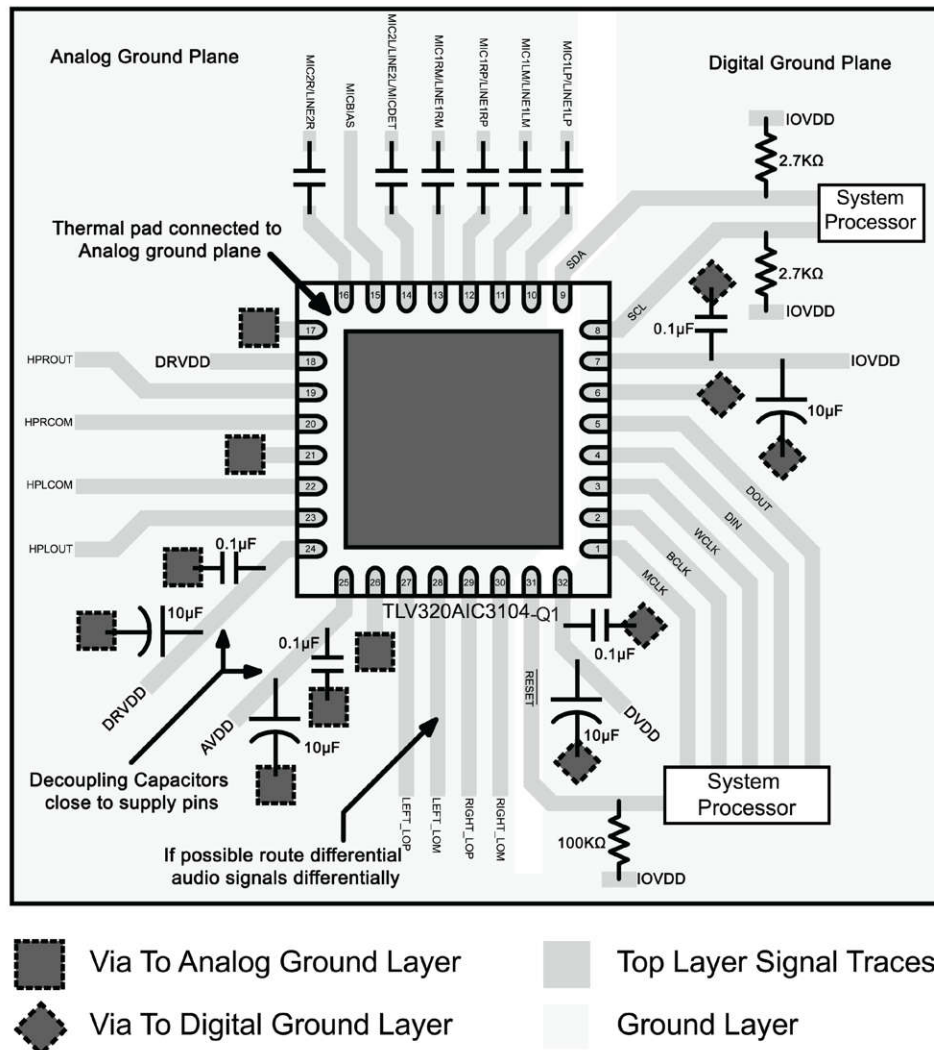 Analog Ground Plane
Digital Ground Plane
MIC2R/LINE2R
MICBIAS
MIC2L/LINE2L/MICDET
MIC1RM/LINE1RM
MIC1RP/LINE1RP
MIC1LM/LINE1LM
MIC1LP/LINE1LP
IOVDD
2.7KΩ
System
Processor
2.7KΩ
IOVDD
Thermal pad connected to
Analog ground plane
SDA
SCL
0.1µF
16
15
14
13
12
11
10
9
17
18
19
20
21
22
23
24
8
7
6
5
4
3
2
1
25
26
27
28
29
30
31
32
HPROUT
DRVDD
HPRCOM
HPLCOM
HPLOUT
IOVDD
10µF
DOUT
DIN
WCLK
BCLK
MCLK
0.1µF
10µF
TLV320AIC3104-Q1
0.1µF
0.1µF
RESET
DRVDD
AVDD
10µF
10µF
DVDD
Decoupling Capacitors
close to supply pins
LEFT_LOP
LEFT_LOM
RIGHT_LOP
RIGHT_LOM
System
Processor
If possible route differential
audio signals differentially
100KΩ
IOVDD
Via To Analog Ground Layer
Top Layer Signal Traces
Via To Digital Ground Layer
Ground Layer